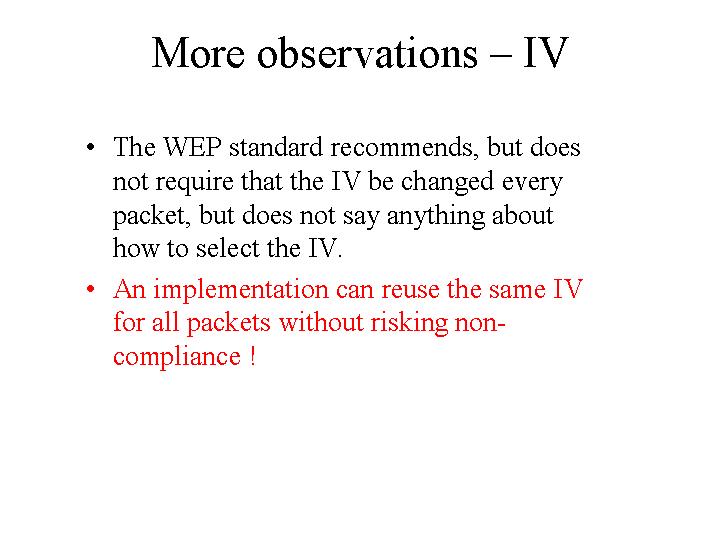 More observations – IV
• The WEP standard recommends, but does
not require that the IV be changed every
packet, but does not say anything about
how to select the IV.
• An implementation can reuse the same IV
for all packets without risking non-
compliance !